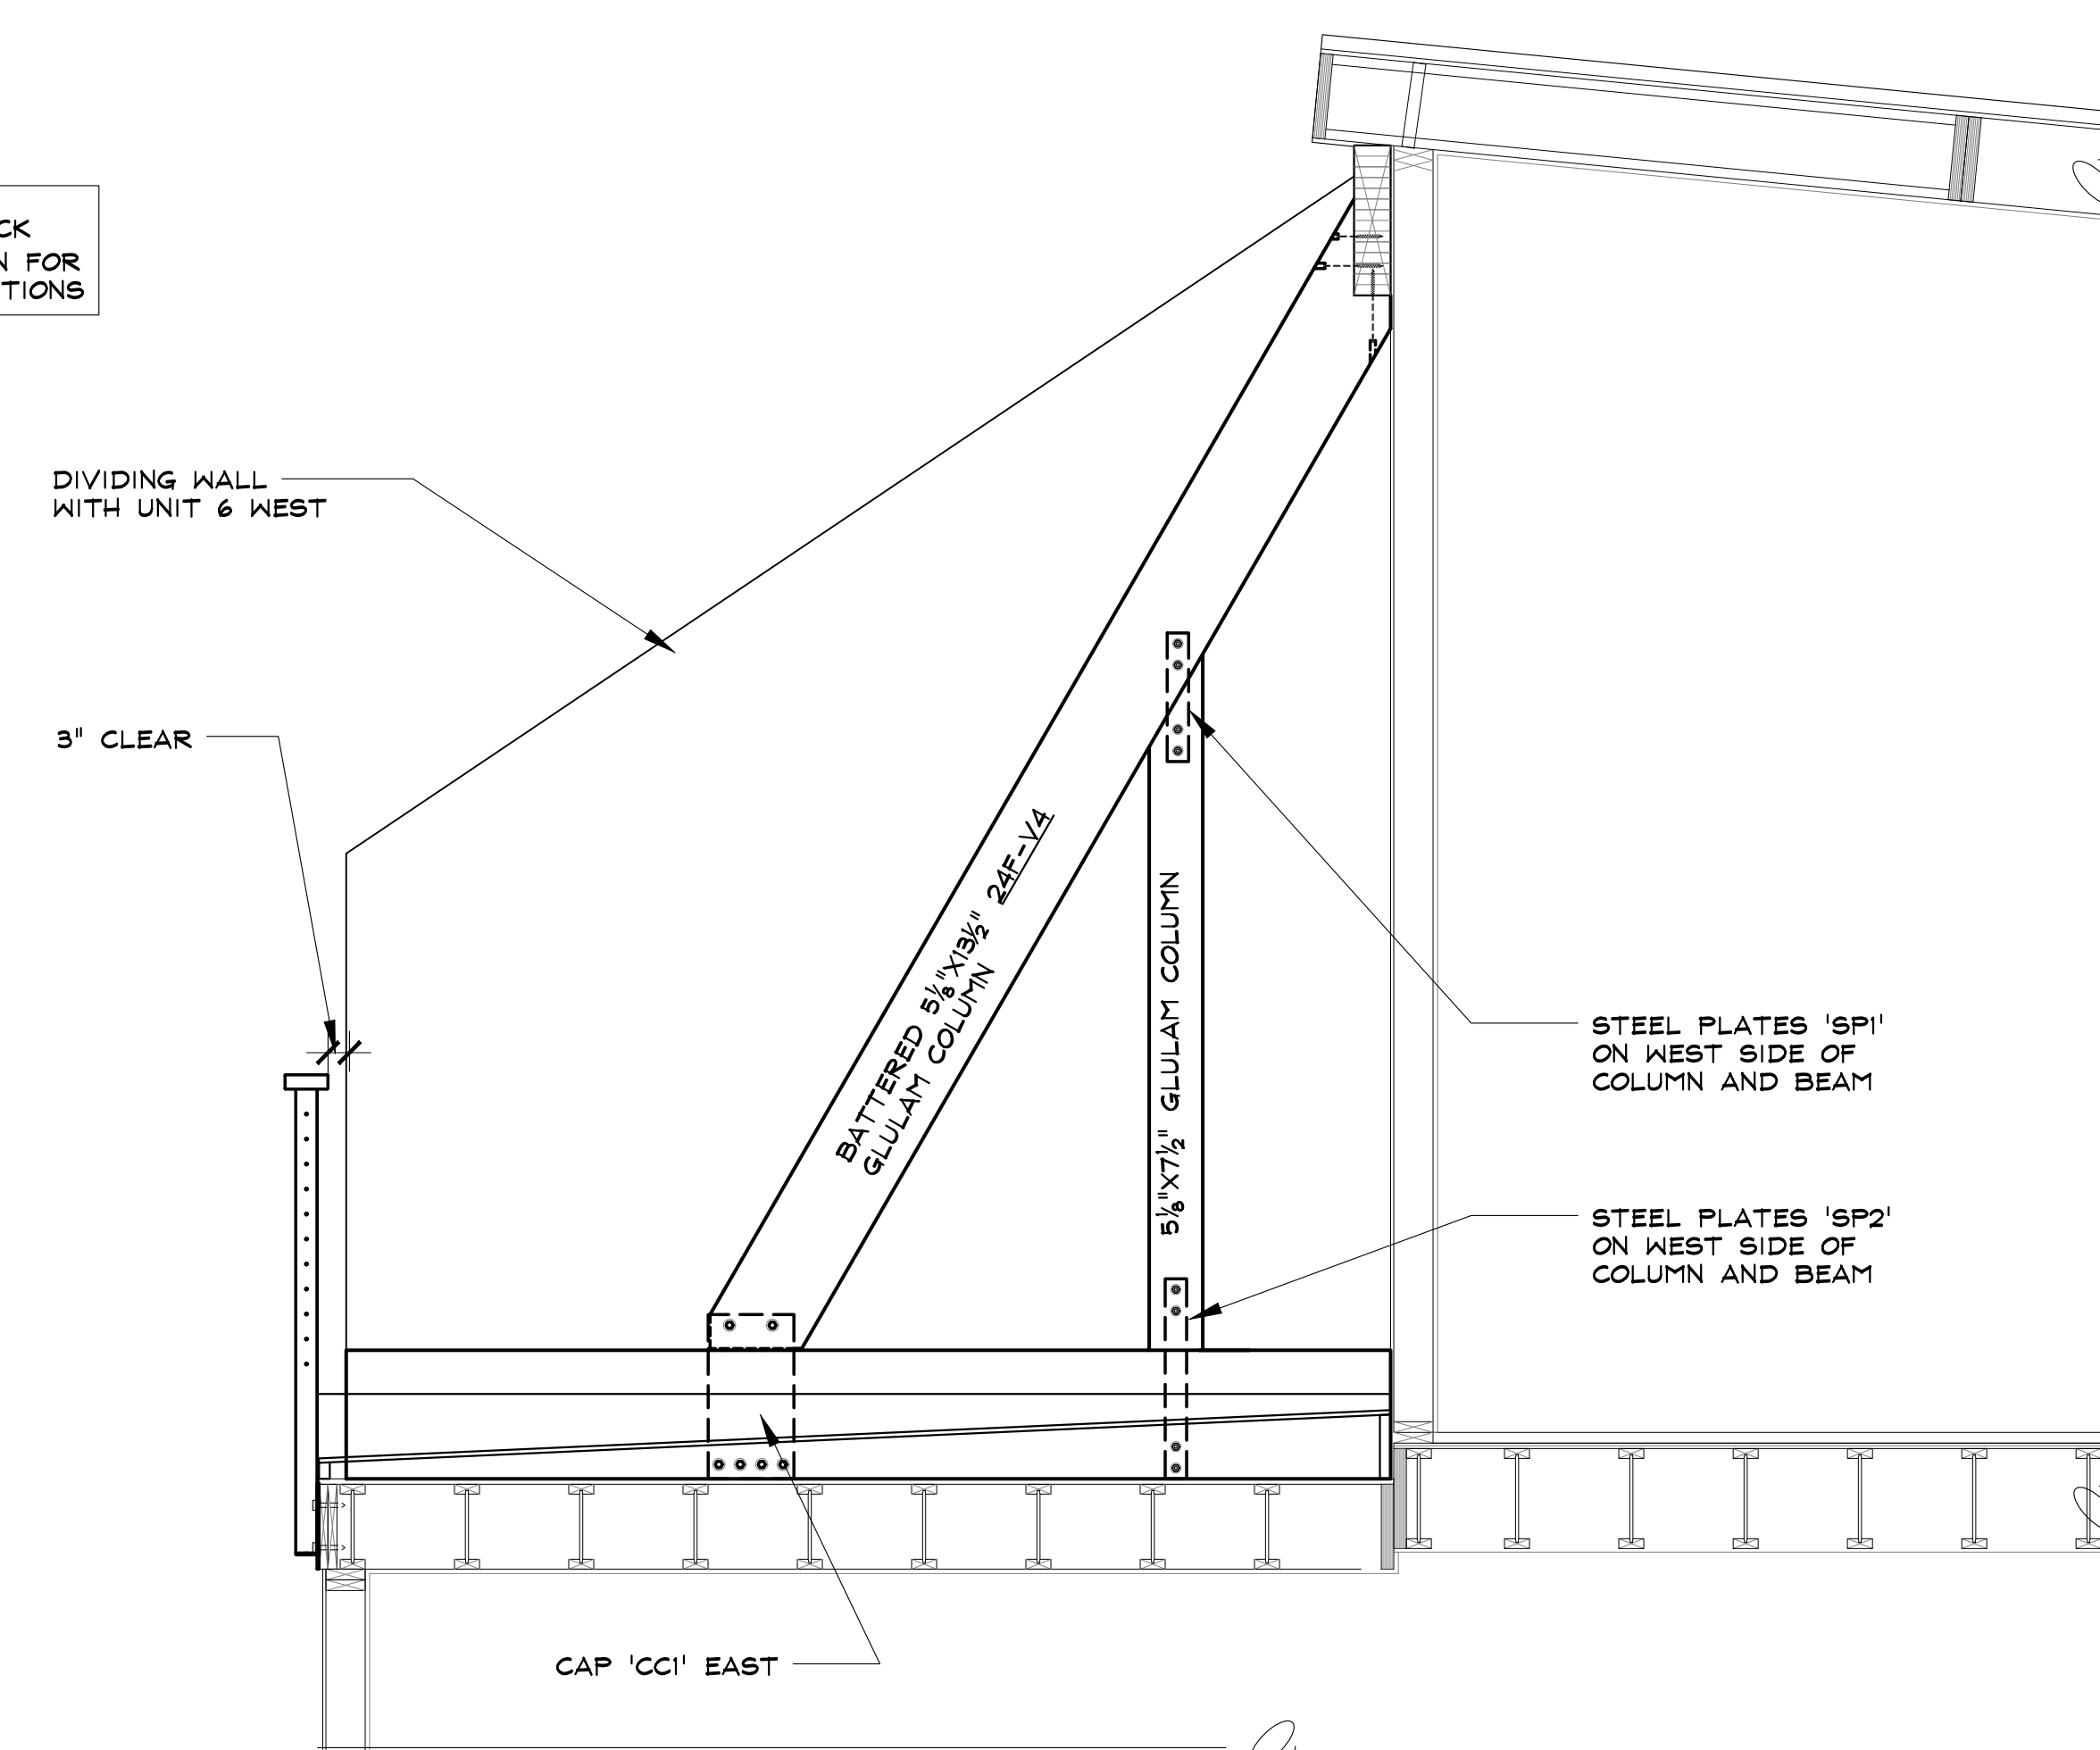 CK
N FOR
TIONS
DIVIDING WALL
WITH UNIT 6 WEST
3" CLEAR
BATTERED 5⅛"X13½" 24F-V4
GLULAM COLUMN
5⅛"X7½" GLULAM COLUMN
STEEL PLATES 'SP1'
ON WEST SIDE OF
COLUMN AND BEAM
STEEL PLATES 'SP2'
ON WEST SIDE OF
COLUMN AND BEAM
CAP 'CC1' EAST